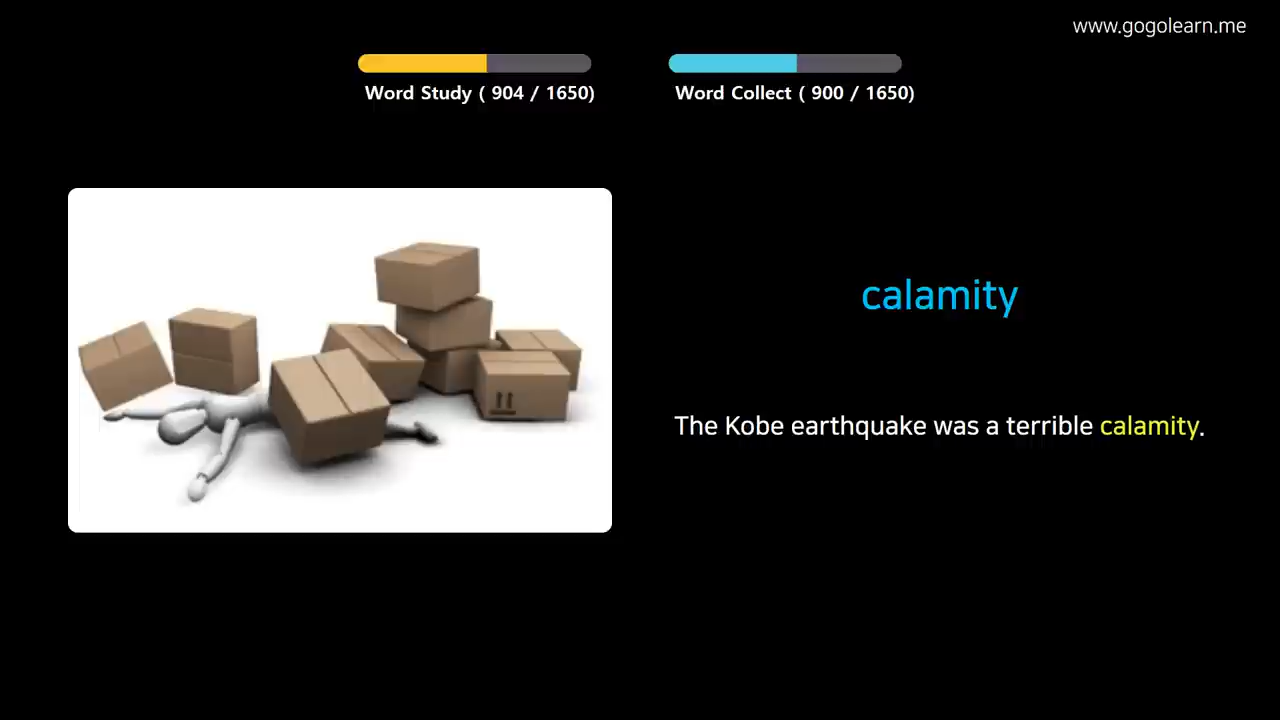 www.gogolearn.me
Word Study ( 904 / 1650)
Word Collect ( 900 / 1650)
calamity
The Kobe earthquake was a terrible calamity.